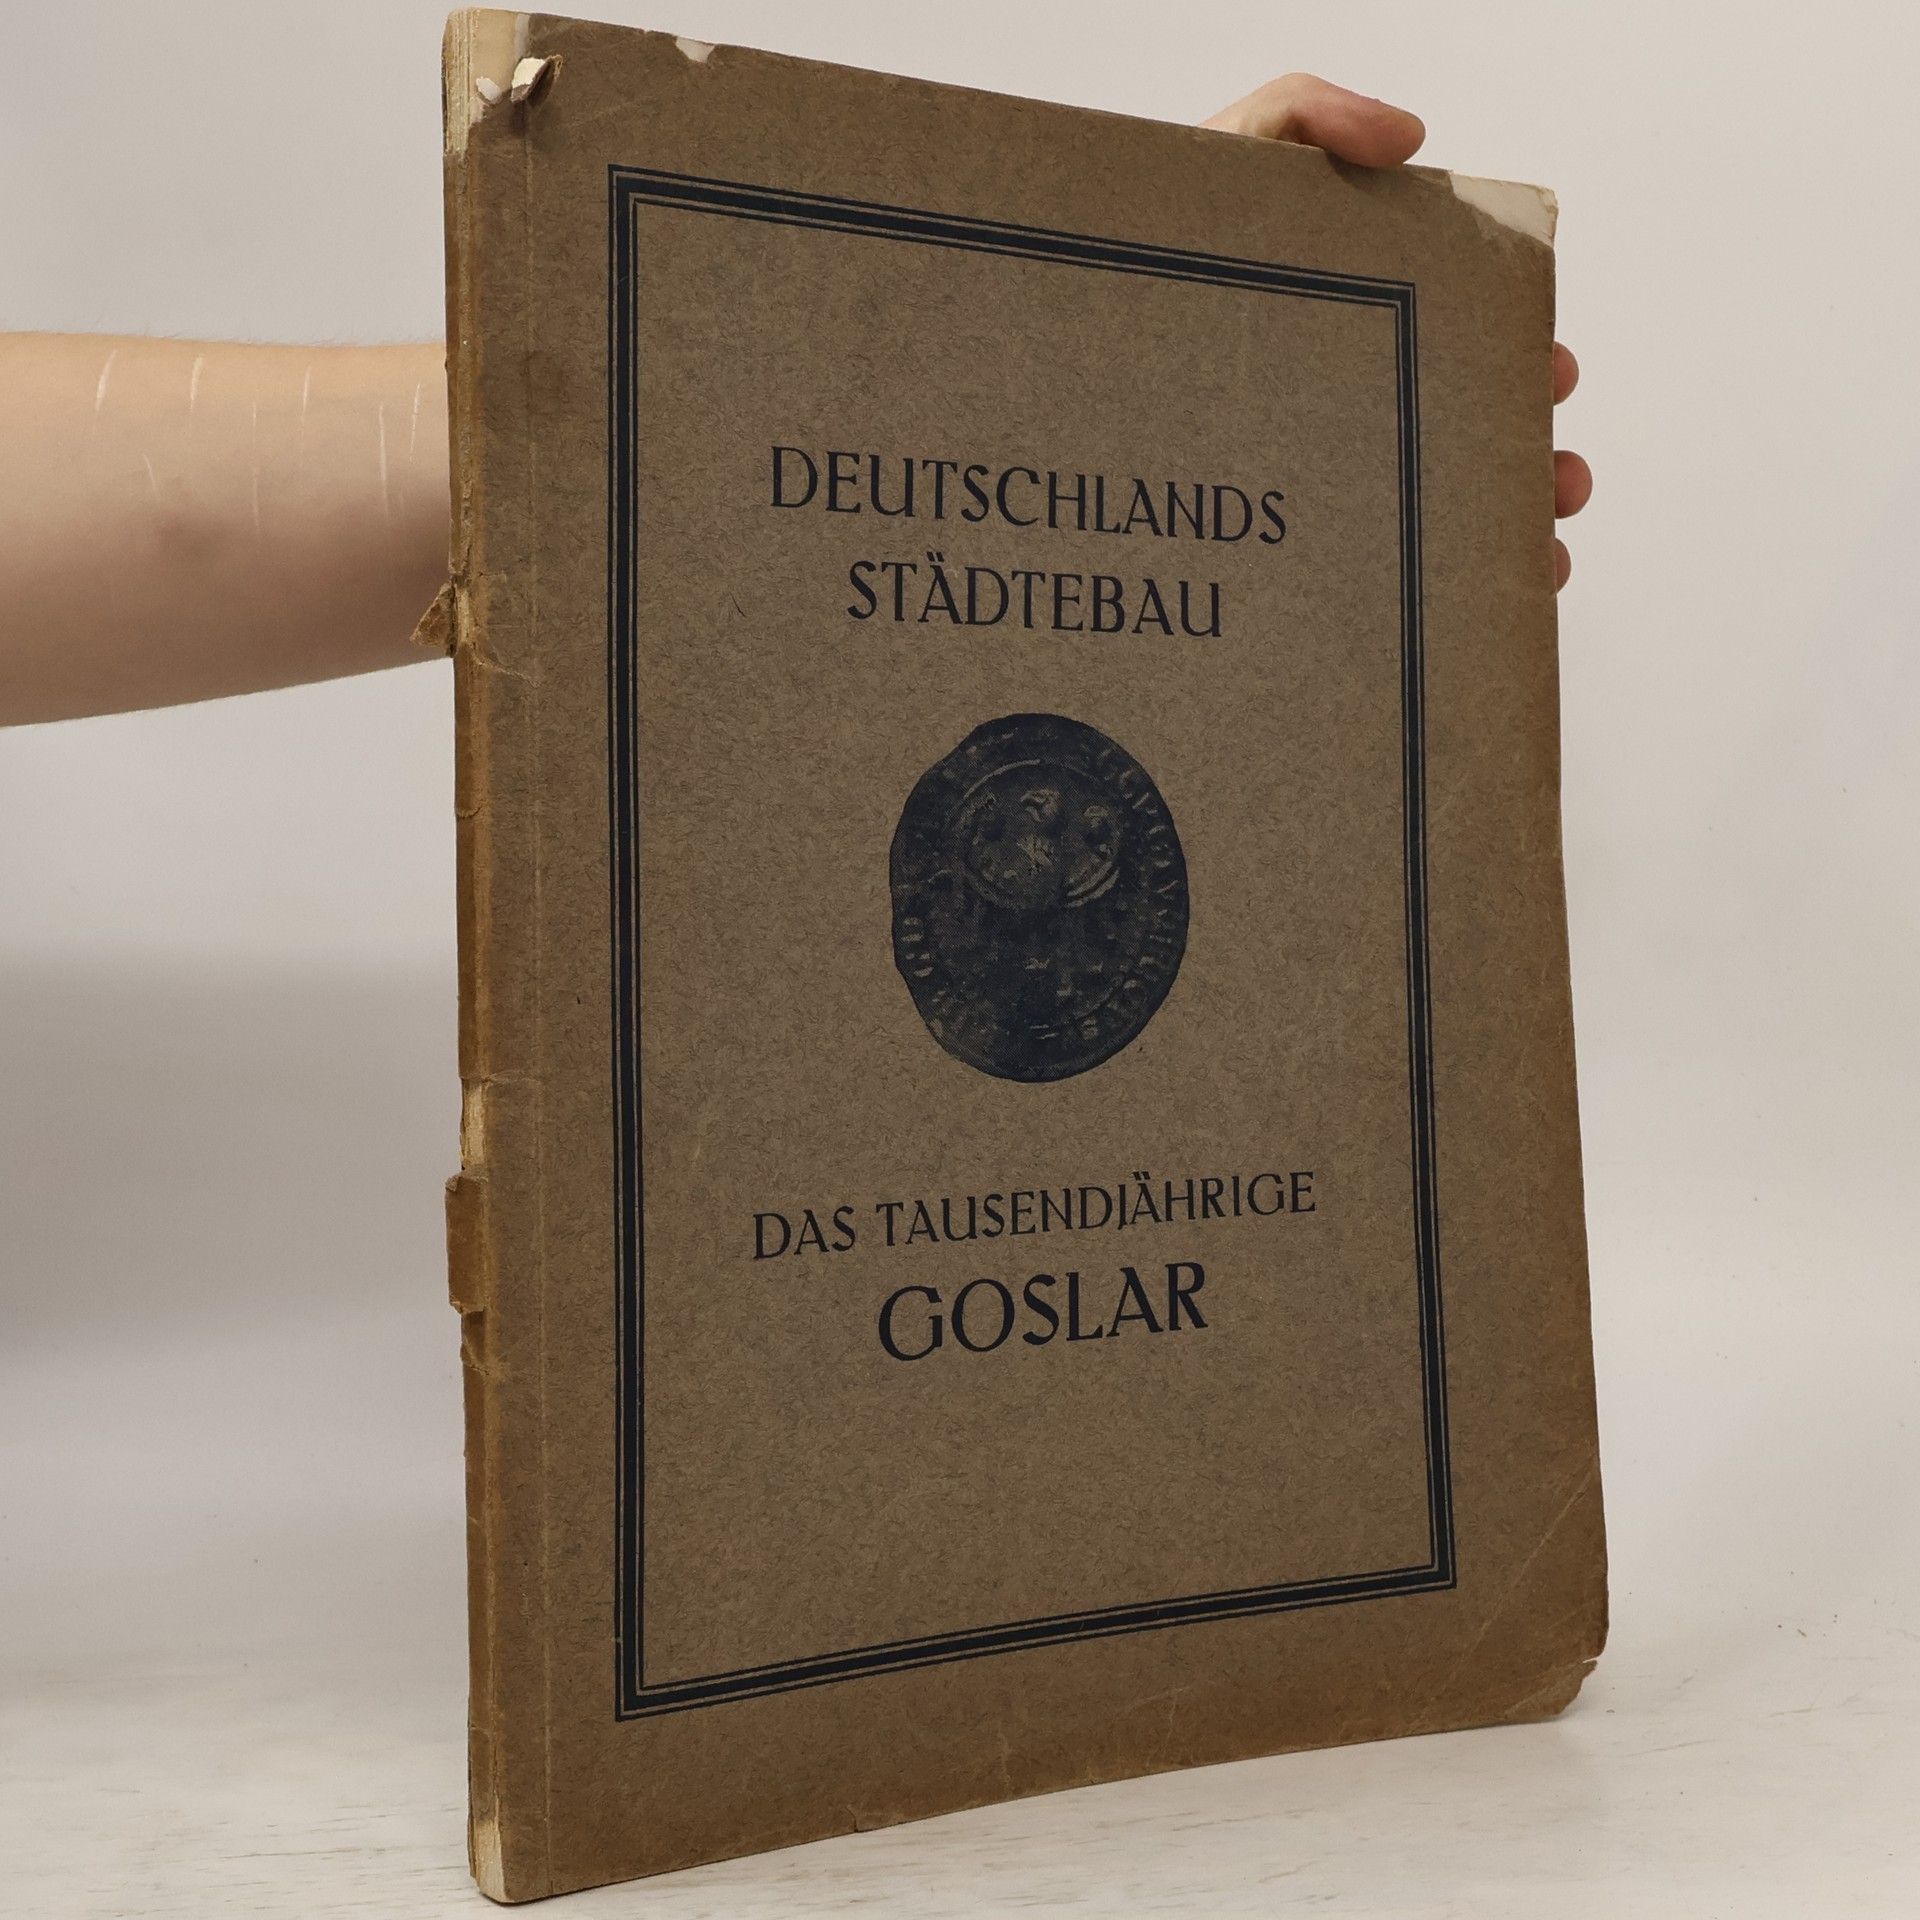 DEUTSCHLANDS
STÄDTEBAU
DAS TAUSENDJÄHRIGE
GOSLAR